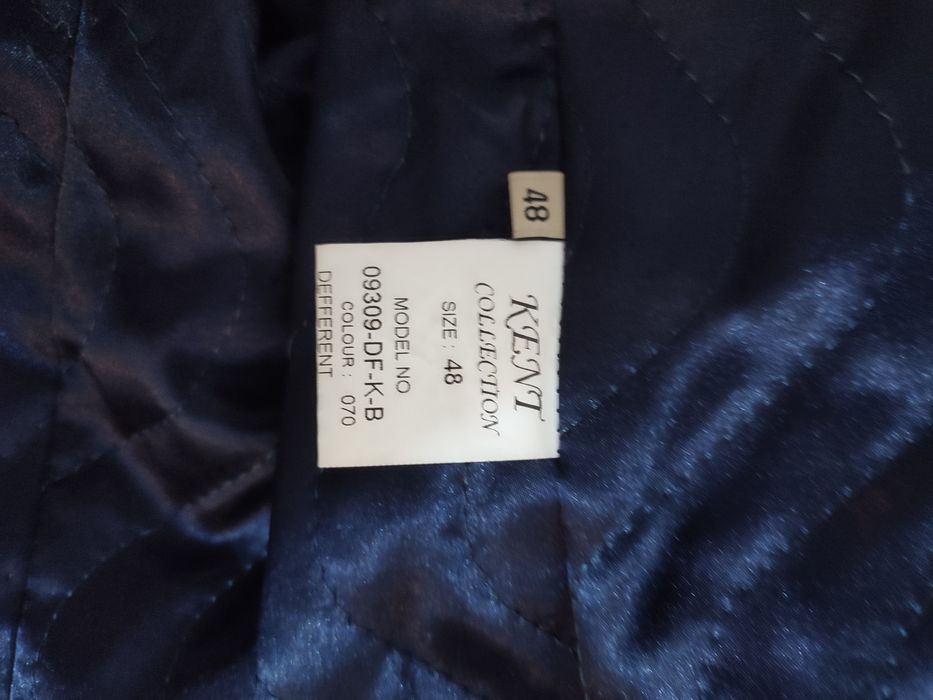 48
KENT
COLLECTION
SIZE : 48
MODEL NO
09309-DF-K-B
COLOUR : 070
DEFFERENT